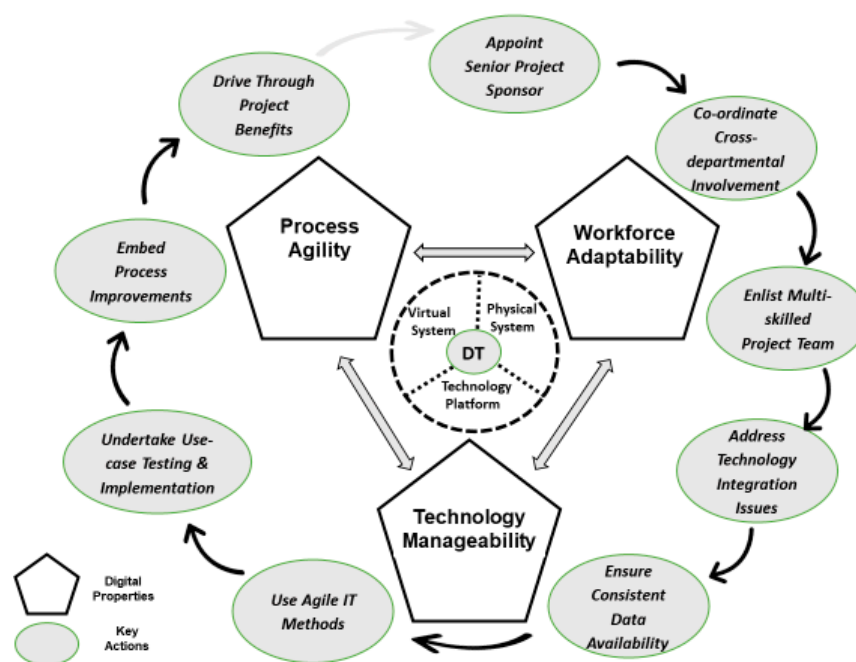 Appoint
Senior Project
Sponsor
Drive Through
Project
Benefits
Co-ordinate
Cross-
departmental
Involvement
Process
Agility
Workforce
Adaptability
Embed
Process
Improvements
Enlist Multi-
skilled
Project Team
Virtual
System
Physical
System
DT
Technology
Platform
Undertake Use-
case Testing &
Implementation
Address
Technology
Integration
Issues
Technology
Manageability
Use Agile IT
Methods
Ensure
Consistent
Data
Availability
Digital
Properties
Key
Actions